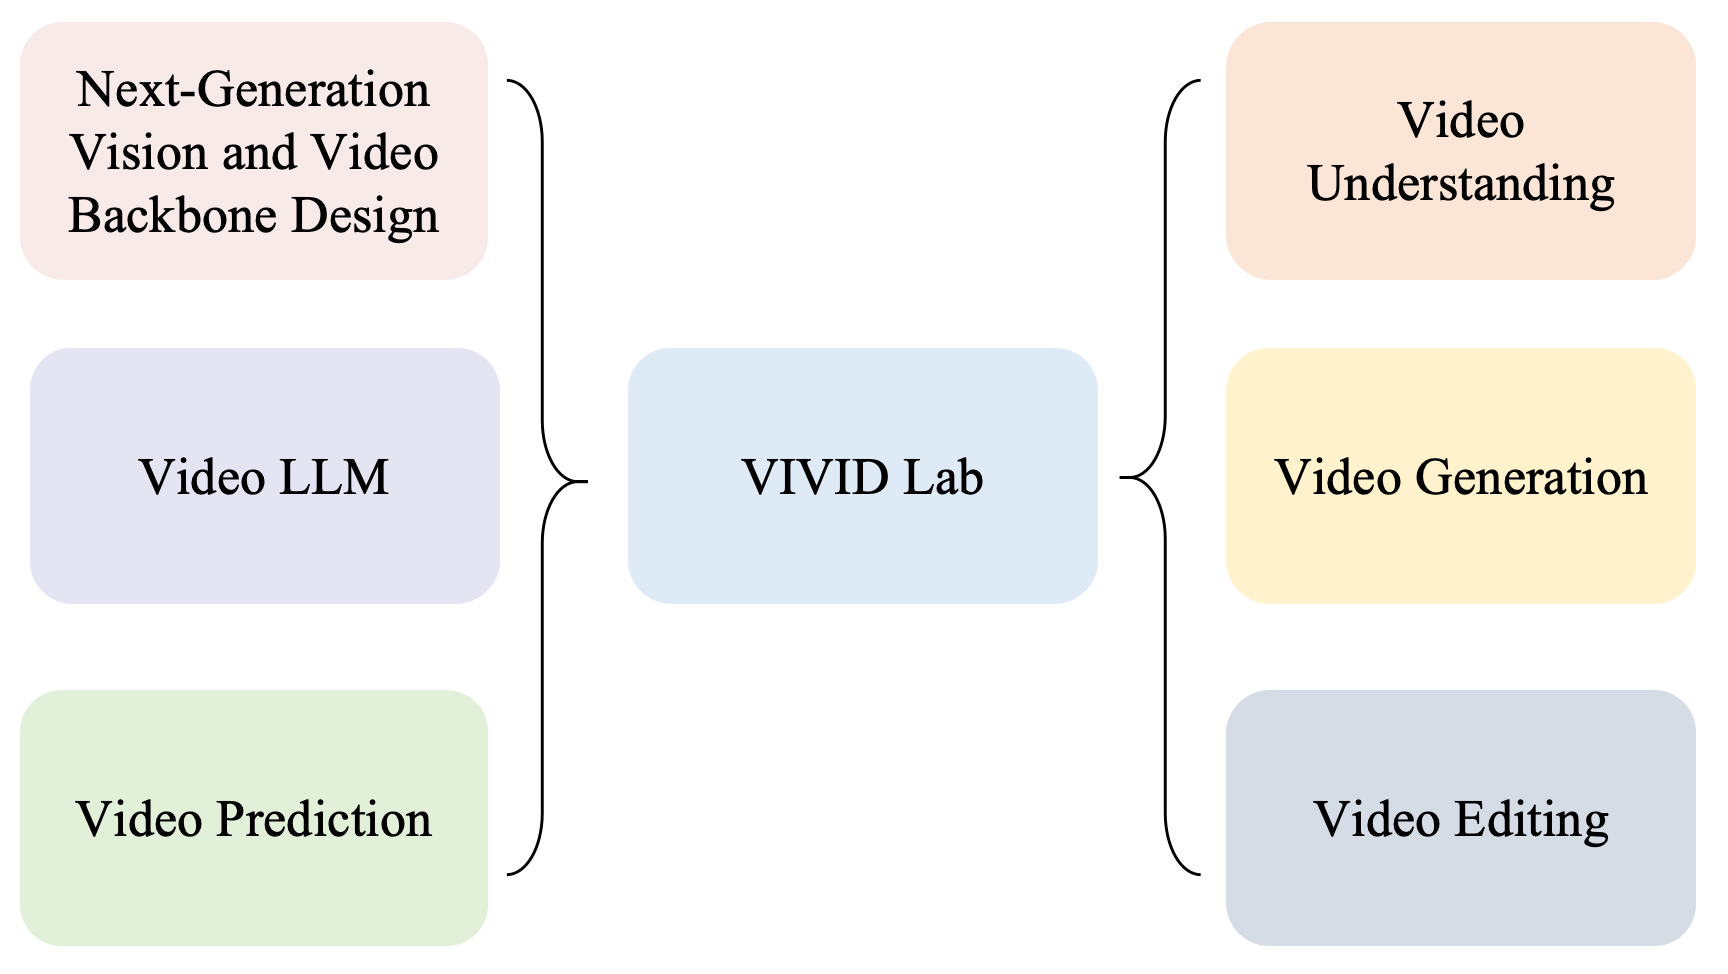 Next-Generation
Vision and Video
Backbone Design
Video LLM
Video Prediction
VIVID Lab
Video
Understanding
Video Generation
Video Editing